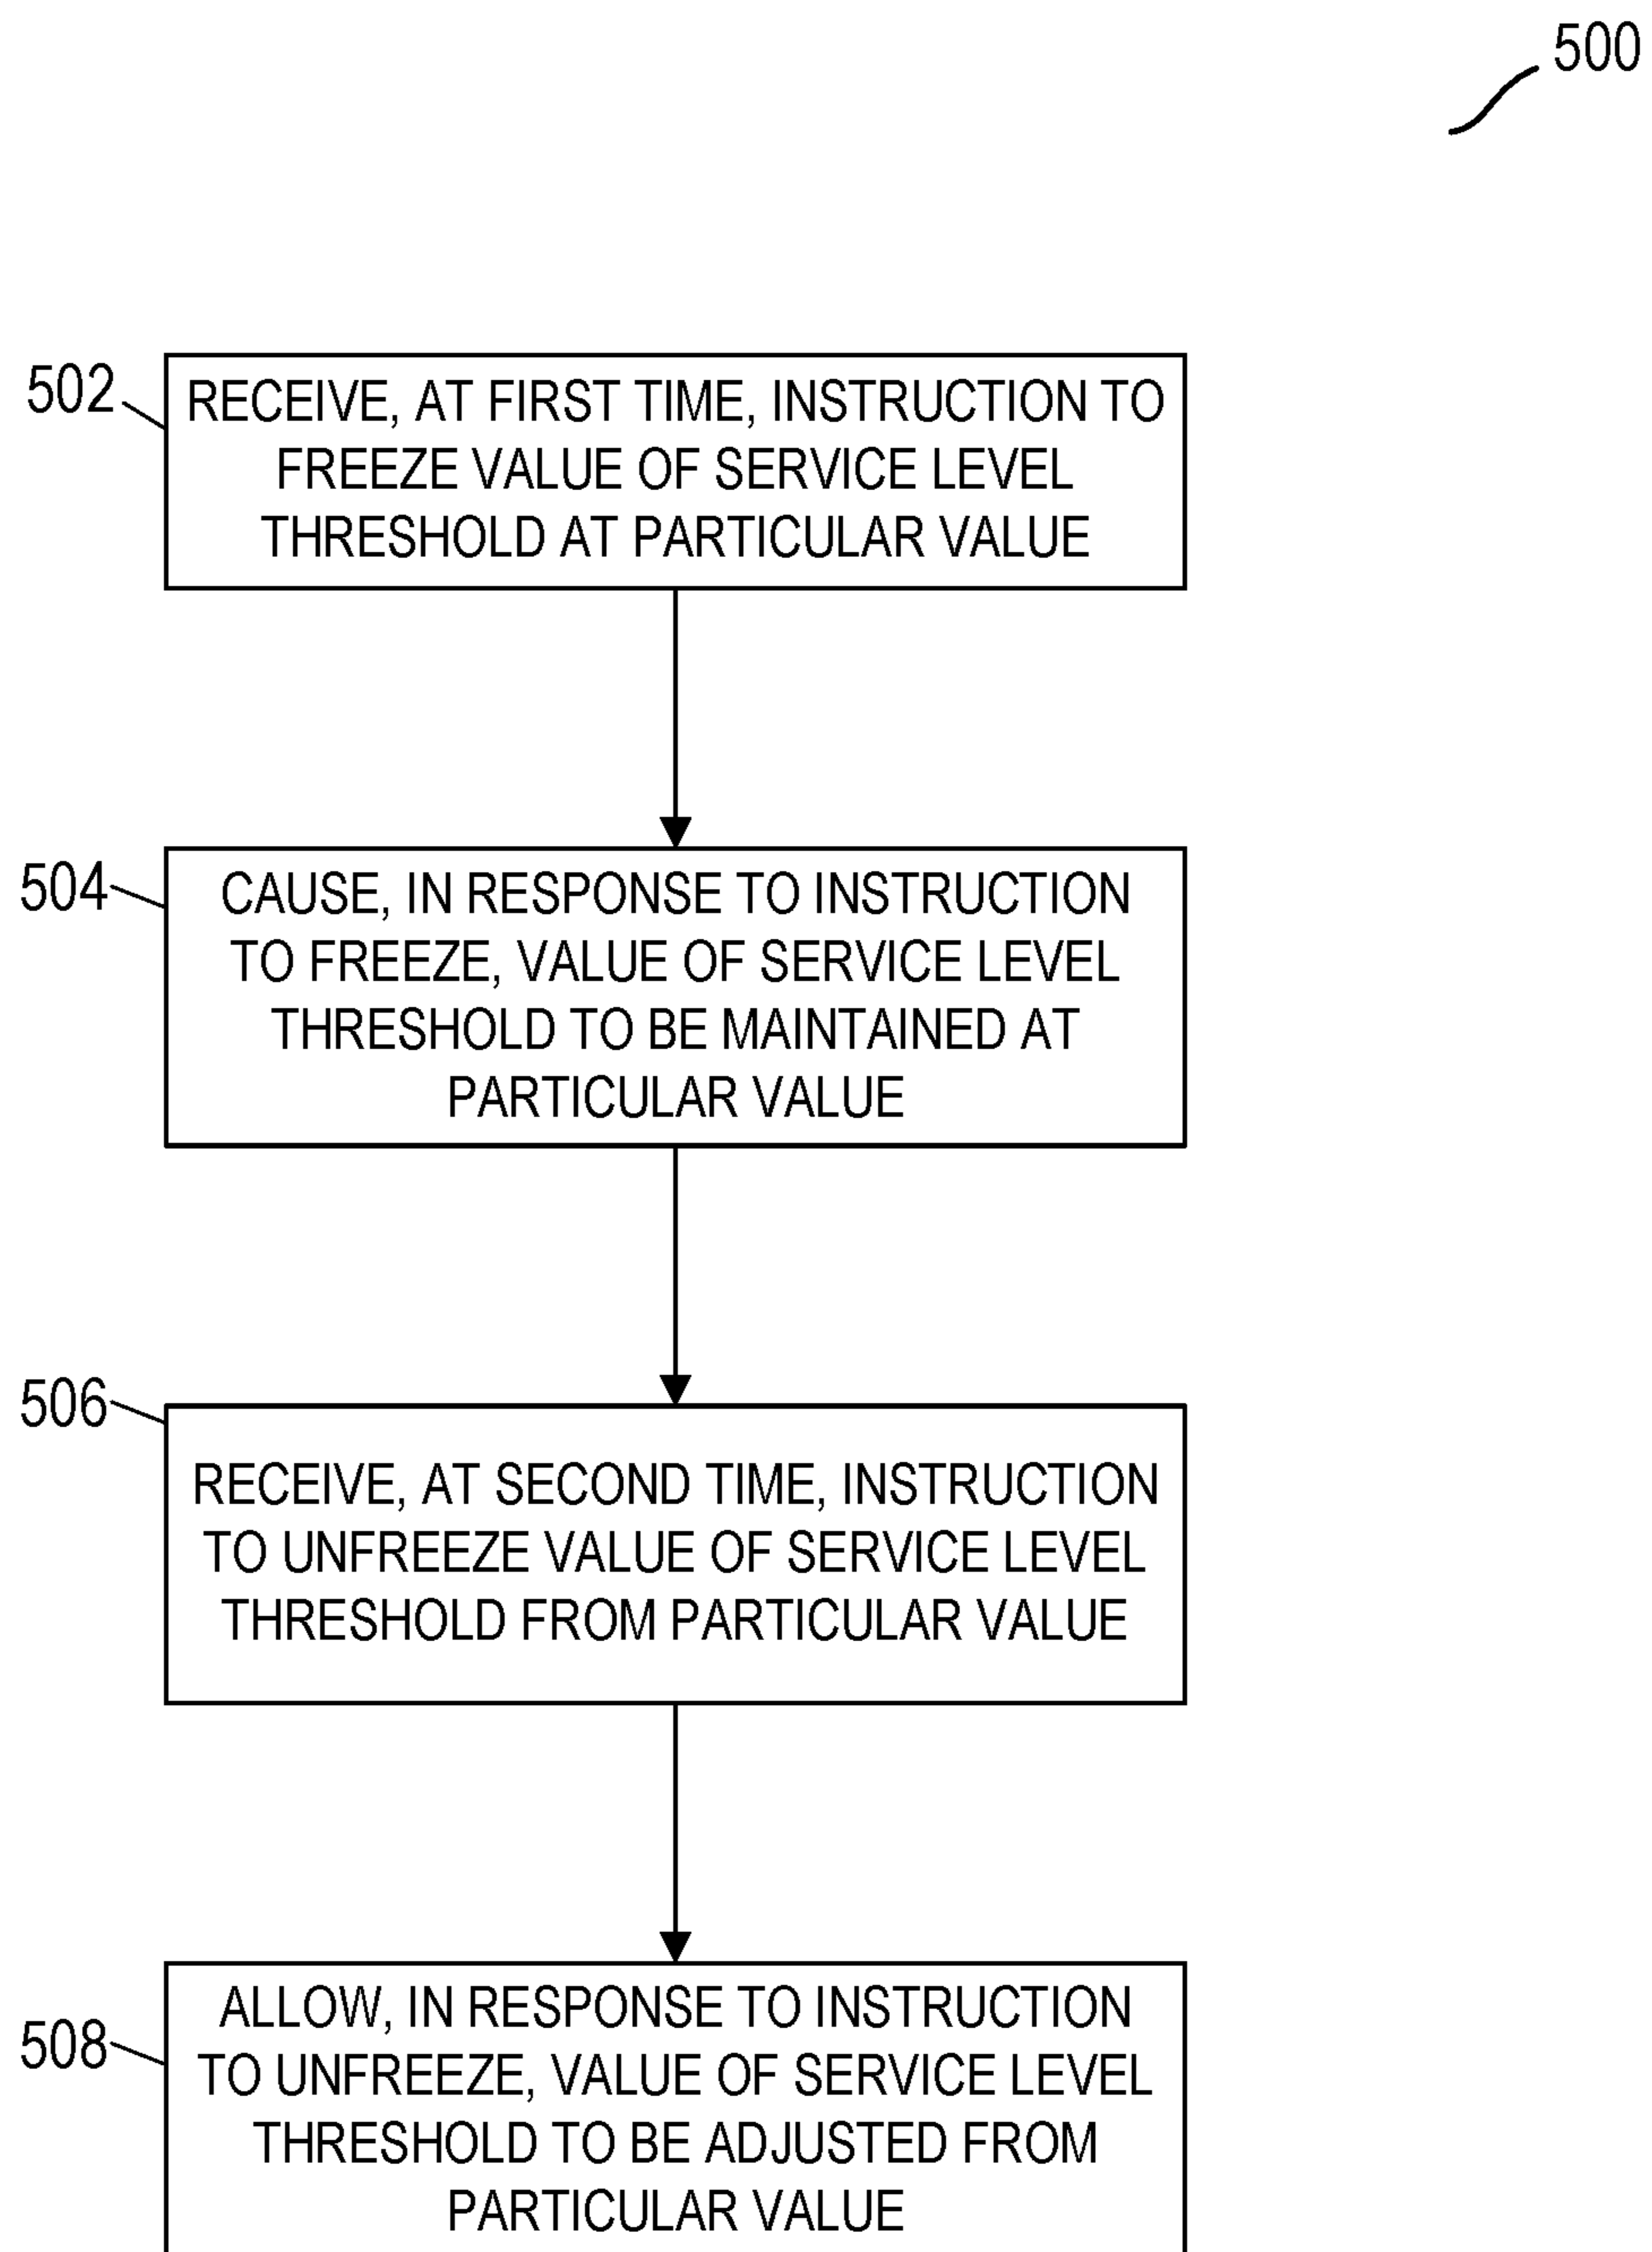 500
502
RECEIVE, AT FIRST TIME, INSTRUCTION TO
FREEZE VALUE OF SERVICE LEVEL
THRESHOLD AT PARTICULAR VALUE
504
CAUSE, IN RESPONSE TO INSTRUCTION
TO FREEZE, VALUE OF SERVICE LEVEL
THRESHOLD TO BE MAINTAINED AT
PARTICULAR VALUE
506
RECEIVE, AT SECOND TIME, INSTRUCTION
TO UNFREEZE VALUE OF SERVICE LEVEL
THRESHOLD FROM PARTICULAR VALUE
508
ALLOW, IN RESPONSE TO INSTRUCTION
TO UNFREEZE, VALUE OF SERVICE LEVEL
THRESHOLD TO BE ADJUSTED FROM
PARTICULAR VALUE